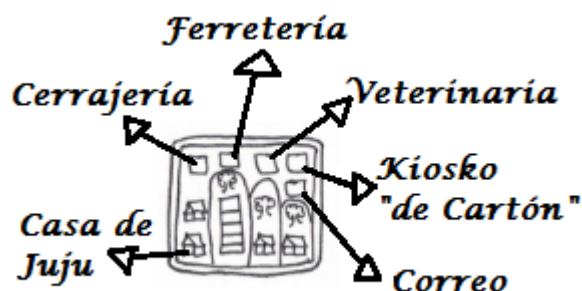 Ferretería
Cerrajería
Veterinaria
Kiosko
"de Cartón"
Casa de
Juju
Correo